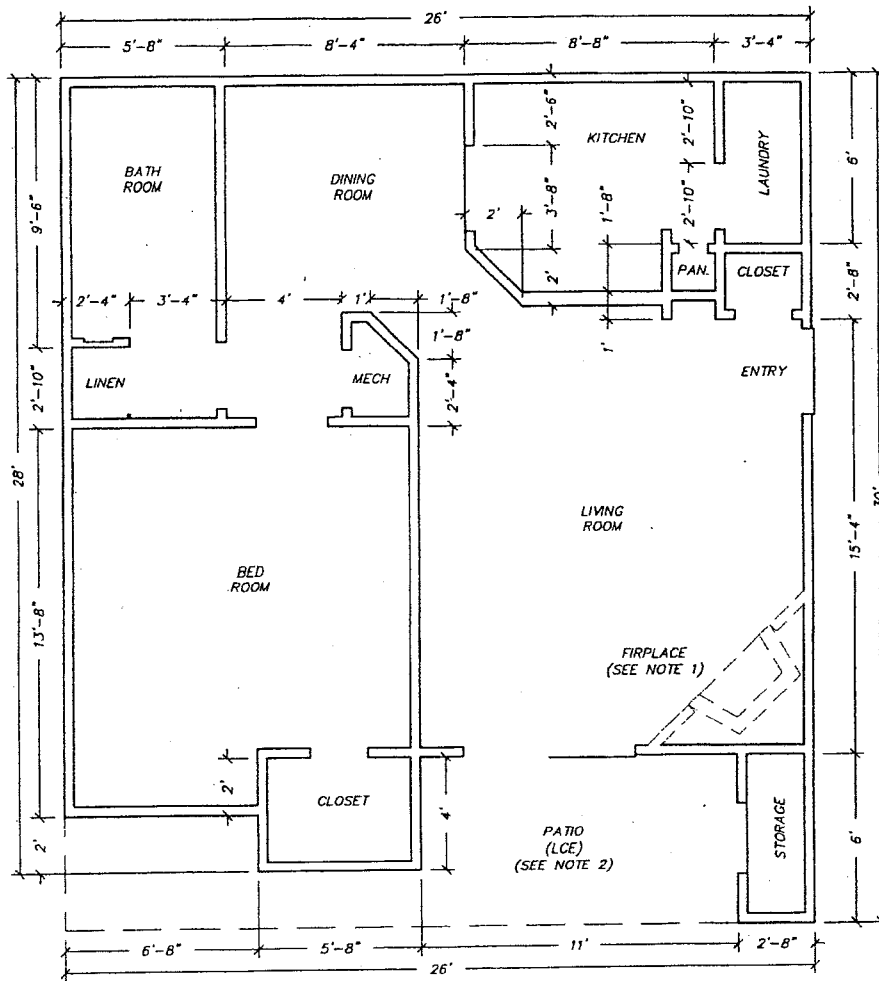 26'
5'-8"
8'-4"
8'-8"
3'-4"
BATH
ROOM
DINING
ROOM
KITCHEN
LAUNDRY
2'-6"
3'-8"
2'
1'-8"
2'
1'
2'-10"
2'-10"
6'
2'-8"
9'-6"
2'-4"
3'-4"
4'
1'
1'-8"
1'-8"
PAN.
CLOSET
LINEN
MECH
2'-4"
ENTRY
2'-10"
28'
13'-8"
LIVING
ROOM
BED
ROOM
15'-4"
FIRPLACE
(SEE NOTE 1)
2'
CLOSET
4'
PATIO
(LCE)
(SEE NOTE 2)
STORAGE
6'
2'
6'-8"
5'-8"
11'
2'-8"
26'